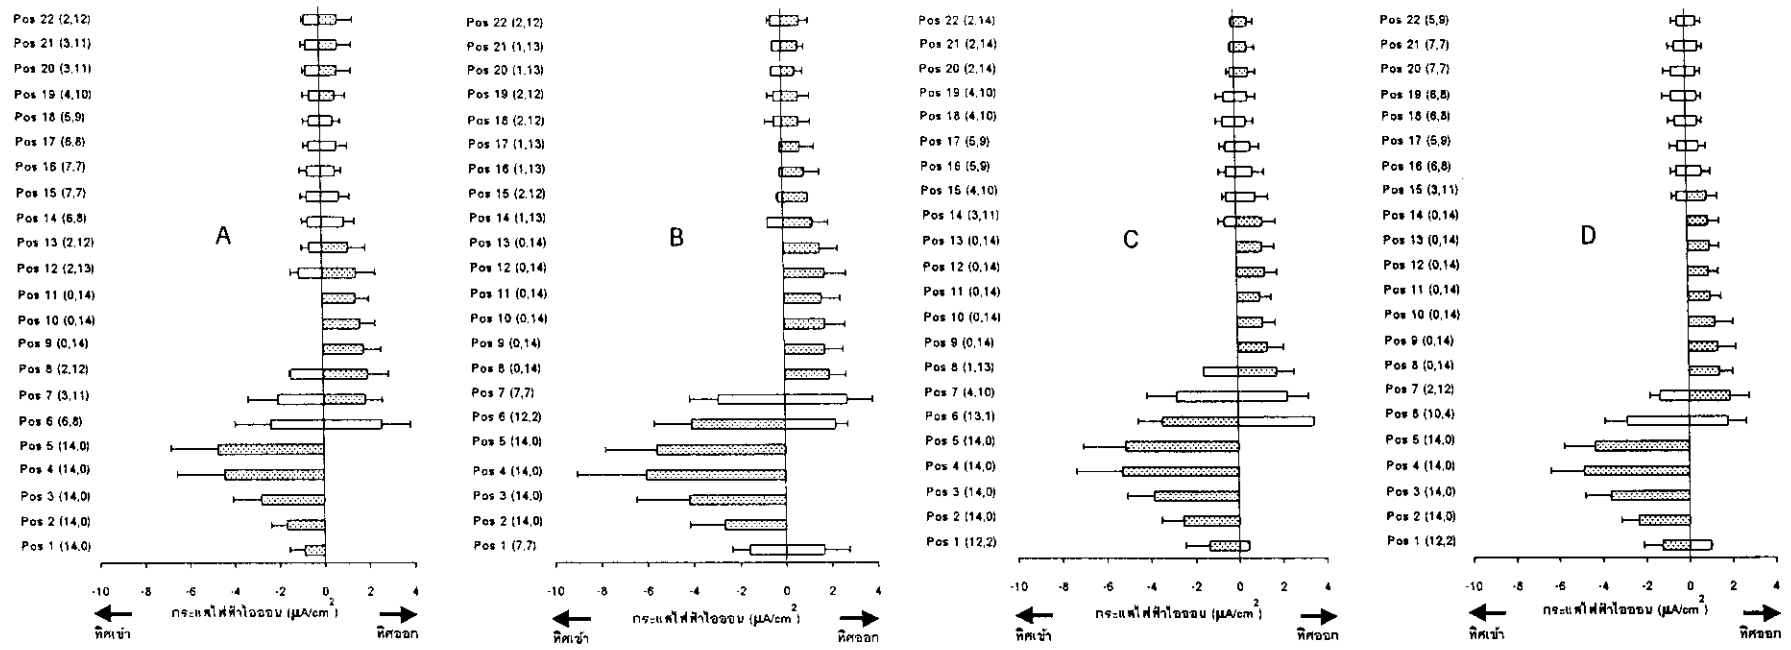 Pos 22 (2,12)
Pos 21 (3,11)
Pos 20 (3,11)
Pos 19 (4,10)
Pos 18 (5,9)
Pos 17 (6,8)
Pos 16 (7,7)
Pos 15 (7,7)
Pos 14 (6,8)
Pos 13 (2,12)
Pos 12 (2,13)
Pos 11 (0,14)
Pos 10 (0,14)
Pos 9 (0,14)
Pos 8 (2,12)
Pos 7 (3,11)
Pos 6 (6,8)
Pos 5 (14,0)
Pos 4 (14,0)
Pos 3 (14,0)
Pos 2 (14,0)
Pos 1 (14,0)
A
-10 -8 -6 -4 -2 0 2 4
กระแสไฟฟ้าไอออน (µA/cm²)
ทิศเข้า ทิศออก
Pos 22 (2,12)
Pos 21 (1,13)
Pos 20 (1,13)
Pos 19 (2,12)
Pos 18 (2,12)
Pos 17 (1,13)
Pos 16 (1,13)
Pos 15 (2,12)
Pos 14 (1,13)
Pos 13 (0,14)
Pos 12 (0,14)
Pos 11 (0,14)
Pos 10 (0,14)
Pos 9 (0,14)
Pos 8 (0,14)
Pos 7 (7,7)
Pos 6 (12,2)
Pos 5 (14,0)
Pos 4 (14,0)
Pos 3 (14,0)
Pos 2 (14,0)
Pos 1 (7,7)
B
-10 -8 -6 -4 -2 0 2 4
กระแสไฟฟ้าไอออน (µA/cm²)
ทิศเข้า ทิศออก
Pos 22 (2,14)
Pos 21 (2,14)
Pos 20 (2,14)
Pos 19 (4,10)
Pos 18 (4,10)
Pos 17 (5,9)
Pos 16 (5,9)
Pos 15 (4,10)
Pos 14 (3,11)
Pos 13 (0,14)
Pos 12 (0,14)
Pos 11 (0,14)
Pos 10 (0,14)
Pos 9 (0,14)
Pos 8 (1,13)
Pos 7 (4,10)
Pos 6 (13,1)
Pos 5 (14,0)
Pos 4 (14,0)
Pos 3 (14,0)
Pos 2 (14,0)
Pos 1 (12,2)
C
-10 -8 -6 -4 -2 0 2 4
กระแสไฟฟ้าไอออน (µA/cm²)
ทิศเข้า ทิศออก
Pos 22 (5,9)
Pos 21 (7,7)
Pos 20 (7,7)
Pos 19 (6,8)
Pos 18 (6,8)
Pos 17 (5,9)
Pos 16 (6,8)
Pos 15 (3,11)
Pos 14 (0,14)
Pos 13 (0,14)
Pos 12 (0,14)
Pos 11 (0,14)
Pos 10 (0,14)
Pos 9 (0,14)
Pos 8 (0,14)
Pos 7 (2,12)
Pos 6 (10,4)
Pos 5 (14,0)
Pos 4 (14,0)
Pos 3 (14,0)
Pos 2 (14,0)
Pos 1 (12,2)
D
-10 -8 -6 -4 -2 0 2 4
กระแสไฟฟ้าไอออน (µA/cm²)
ทิศเข้า ทิศออก